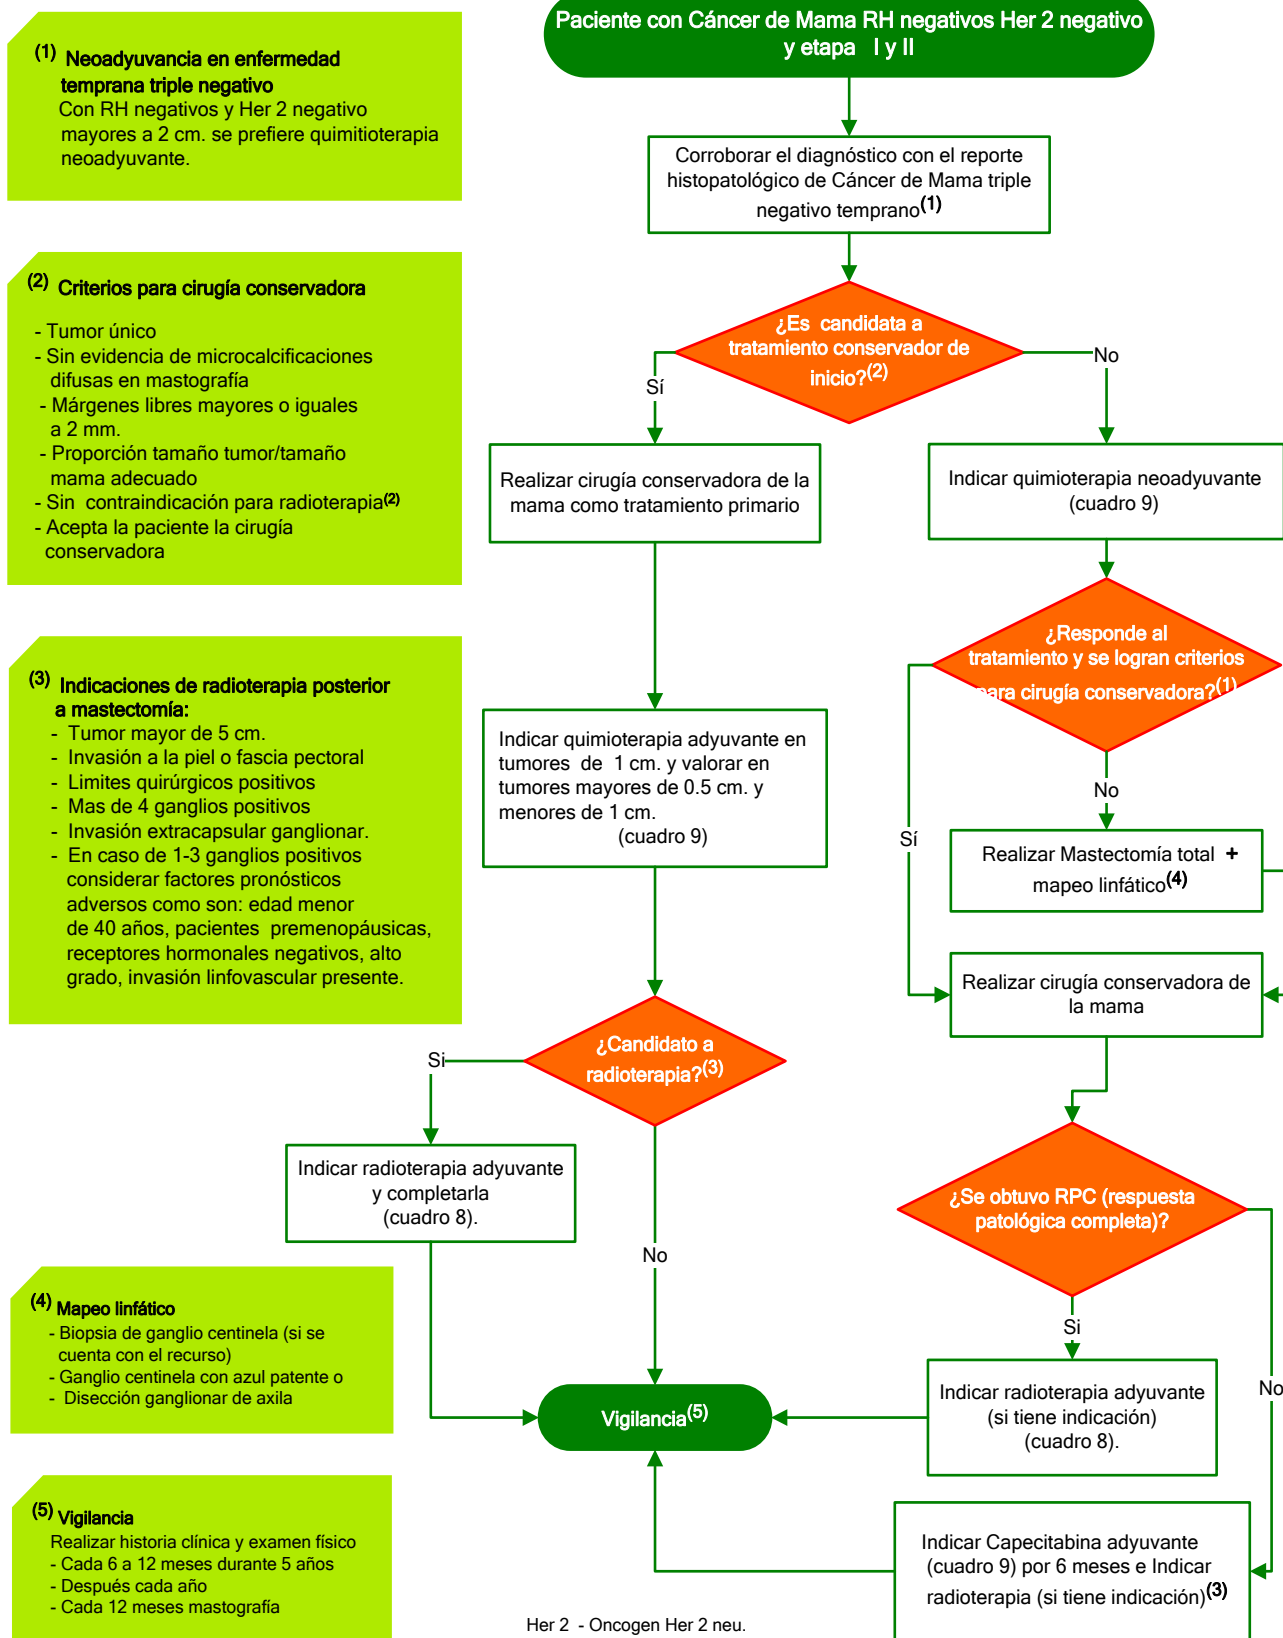 Paciente con Cáncer de Mama RH negativos Her 2 negativo
y etapa I y II
(1) Neoadyuvancia en enfermedad
temprana triple negativo
Con RH negativos y Her 2 negativo
mayores a 2 cm. se prefiere quimitioterapia
neoadyuvante.
Corroborar el diagnóstico con el reporte
histopatológico de Cáncer de Mama triple
negativo temprano(1)
(2) Criterios para cirugía conservadora
- Tumor único
- Sin evidencia de microcalcificaciones
difusas en mastografía
- Márgenes libres mayores o iguales
a 2 mm.
- Proporción tamaño tumor/tamaño
mama adecuado
- Sin contraindicación para radioterapia(2)
- Acepta la paciente la cirugía
conservadora
¿Es candidata a
tratamiento conservador de
inicio?(2)
Sí
No
Realizar cirugía conservadora de la
mama como tratamiento primario
Indicar quimioterapia neoadyuvante
(cuadro 9)
¿Responde al
tratamiento y se logran criterios
para cirugía conservadora?(1)
(3) Indicaciones de radioterapia posterior
a mastectomía:
- Tumor mayor de 5 cm.
- Invasión a la piel o fascia pectoral
- Limites quirúrgicos positivos
- Mas de 4 ganglios positivos
- Invasión extracapsular ganglionar.
- En caso de 1-3 ganglios positivos
considerar factores pronósticos
adversos como son: edad menor
de 40 años, pacientes premenopáusicas,
receptores hormonales negativos, alto
grado, invasión linfovascular presente.
Indicar quimioterapia adyuvante en
tumores de 1 cm. y valorar en
tumores mayores de 0.5 cm. y
menores de 1 cm.
(cuadro 9)
No
Sí
Realizar Mastectomía total +
mapeo linfático(4)
Realizar cirugía conservadora de
la mama
¿Candidato a
radioterapia?(3)
Si
No
Indicar radioterapia adyuvante
y completarla
(cuadro 8).
¿Se obtuvo RPC (respuesta
patológica completa)?
Si
No
(4) Mapeo linfático
- Biopsia de ganglio centinela (si se
cuenta con el recurso)
- Ganglio centinela con azul patente o
- Disección ganglionar de axila
Vigilancia(5)
Indicar radioterapia adyuvante
(si tiene indicación)
(cuadro 8).
(5) Vigilancia
Realizar historia clínica y examen físico
- Cada 6 a 12 meses durante 5 años
- Después cada año
- Cada 12 meses mastografía
Indicar Capecitabina adyuvante
(cuadro 9) por 6 meses e Indicar
radioterapia (si tiene indicación)(3)
Her 2 - Oncogen Her 2 neu.